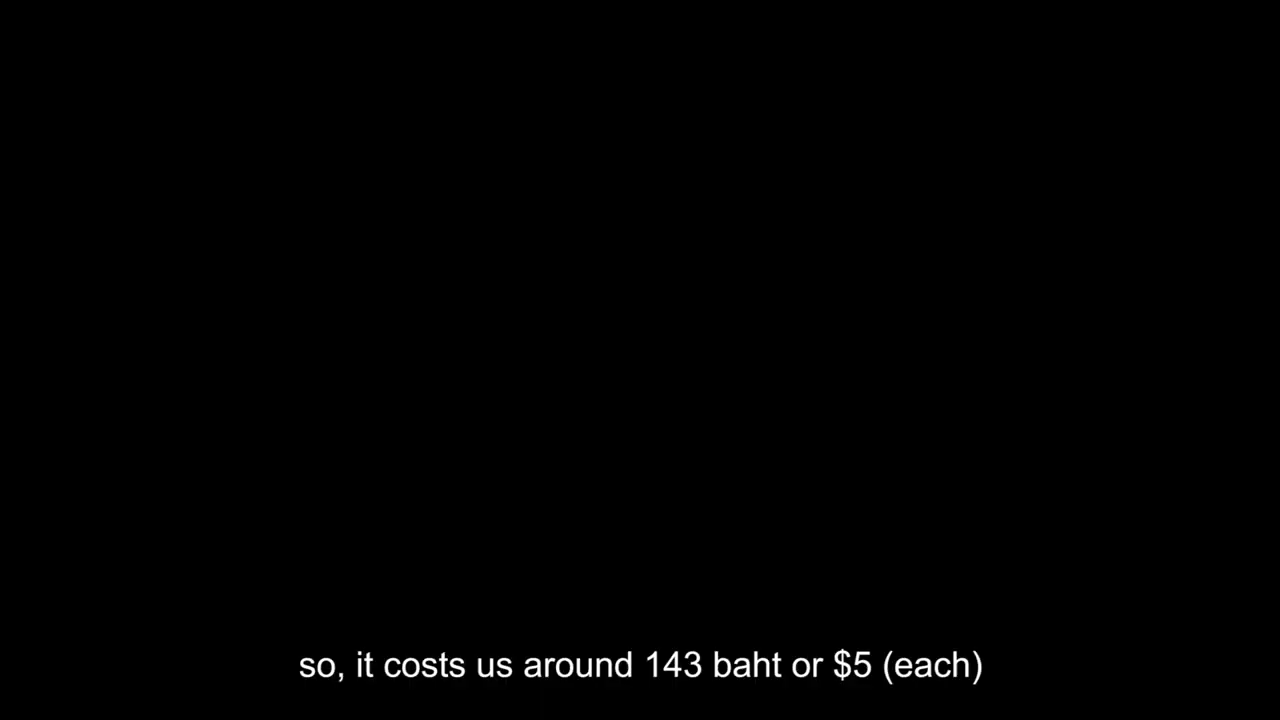 so, it costs us around 143 baht or $5 (each)